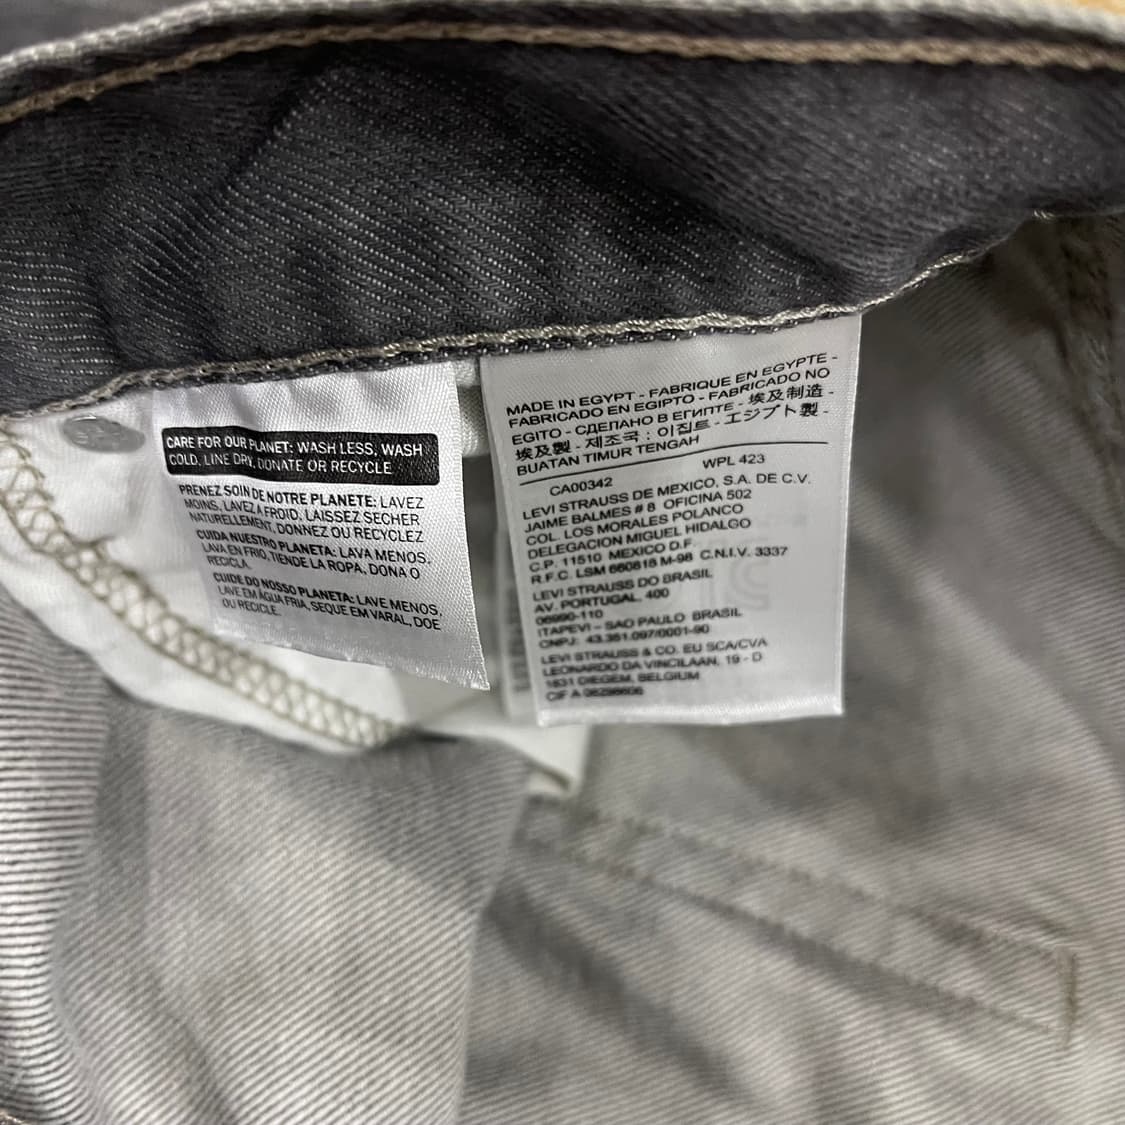 CARE FOR OUR PLANET: WASH LESS, WASH
COLD, LINE DRY, DONATE OR RECYCLE
PRENEZ SOIN DE NOTRE PLANETE: LAVEZ
MOINS, LAVEZ A FROID, LAISSEZ SECHER
NATURELLEMENT, DONNEZ OU RECYCLEZ
CUIDA NUESTRO PLANETA: LAVA MENOS,
LAVA EN FRIO, TIENDE LA ROPA, DONA O
RECICLA.
CUIDE DO NOSSO PLANETA: LAVE MENOS,
LAVE EM ÁGUA FRIA, SEQUE EM VARAL, DOE
OU RECICLE.
MADE IN EGYPT - FABRIQUE EN EGYPTE -
FABRICADO EN EGIPTO - FABRICADO NO
EGITO - СДЕЛАНО В ЕГИПТЕ - 埃及制造 -
埃及製 - 제조국 : 이집트 - エジプト製 -
BUATAN TIMUR TENGAH
WPL 423
CA00342
LEVI STRAUSS DE MEXICO, S.A. DE C.V.
JAIME BALMES # 8 OFICINA 502
COL. LOS MORALES POLANCO
DELEGACION MIGUEL HIDALGO
C.P. 11510 MEXICO D.F.
R.F.C. LSM 660818 M-98 C.N.I.V. 3337
LEVI STRAUSS DO BRASIL
AV. PORTUGAL, 400
06690-110
ITAPEVI - SAO PAULO BRASIL
CNPJ: 43.361.097/0001-90
LEVI STRAUSS & CO. EU SCA/CVA
LEONARDO DA VINCILAAN, 19 - D
1831 DIEGEM, BELGIUM
CIF A